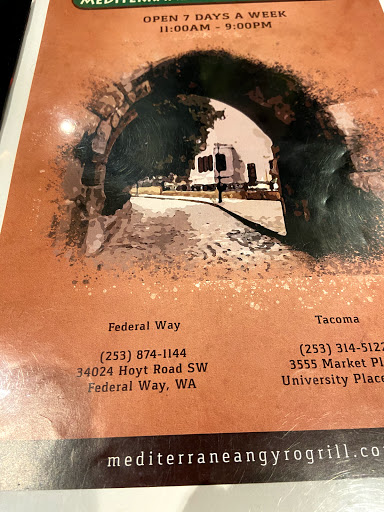 OPEN 7 DAYS A WEEK
11:00AM - 9:00PM
Federal Way
(253) 874-1144
34024 Hoyt Road SW
Federal Way, WA
Tacoma
(253) 314-5122
3555 Market Pl
University Place
mediterraneangyrogrill.co